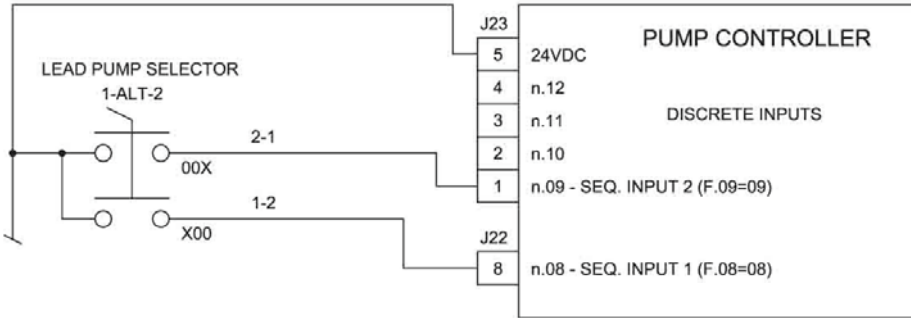 J23
PUMP CONTROLLER
5 24VDC
LEAD PUMP SELECTOR
1-ALT-2
4 n.12
3 n.11
DISCRETE INPUTS
2-1
2 n.10
00X
1 n.09 - SEQ. INPUT 2 (F.09=09)
1-2
X00
J22
8 n.08 - SEQ. INPUT 1 (F.08=08)